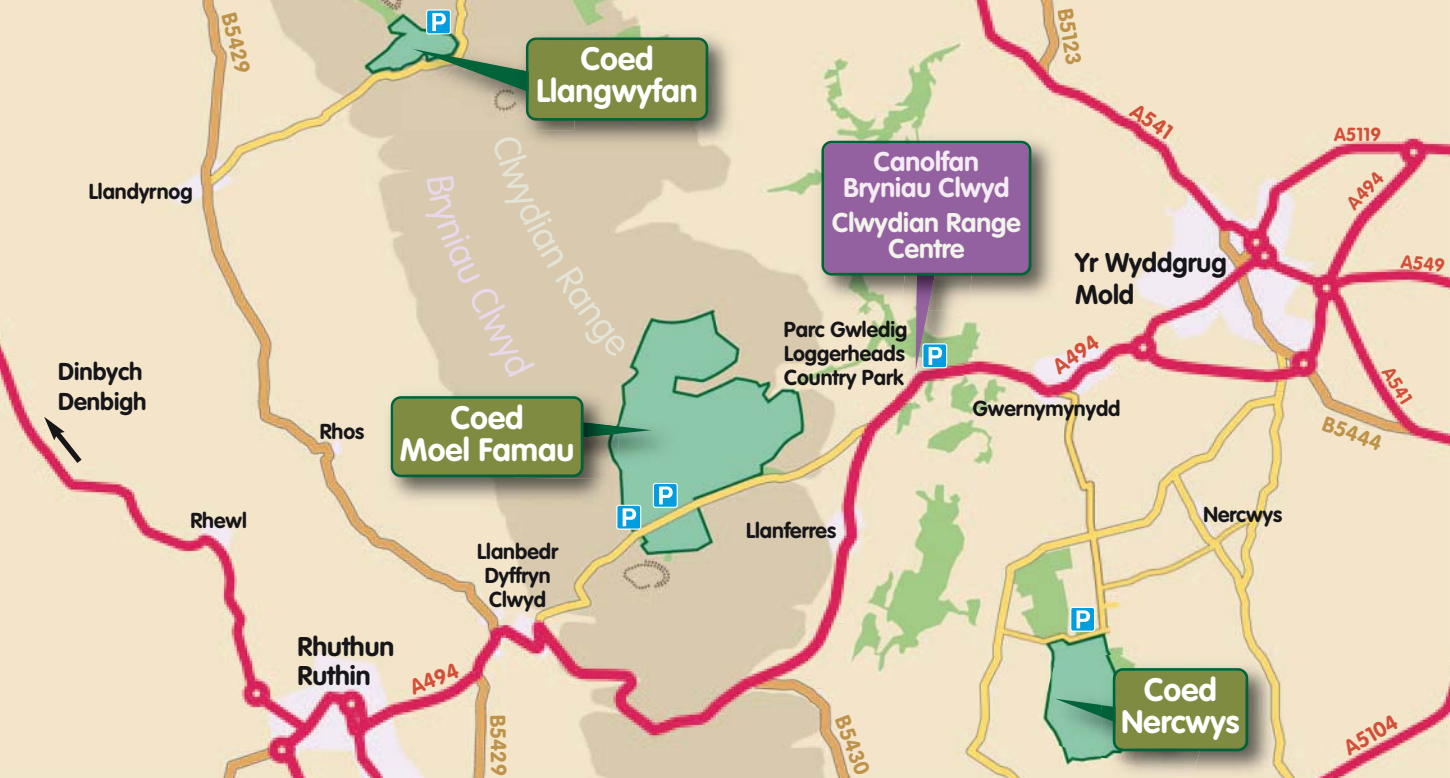 B5429
P
Coed
Llangwyfan
B5123
A541
A5119
A494
Canolfan
Bryniau Clwyd
Clwydian Range
Centre
Llandyrnog
Clwydian Range
Bryniau Clwyd
Yr Wyddgrug
Mold
A549
Parc Gwledig
Loggerheads
Country Park
P
A494
Dinbych
Denbigh
Coed
Moel Famau
Gwernymynydd
A541
B5444
Rhos
P
P
Rhewl
Llanferres
Nercwys
Llanbedr
Dyffryn
Clwyd
P
Rhuthun
Ruthin
A494
Coed
Nercwys
B5429
B5430
A5104